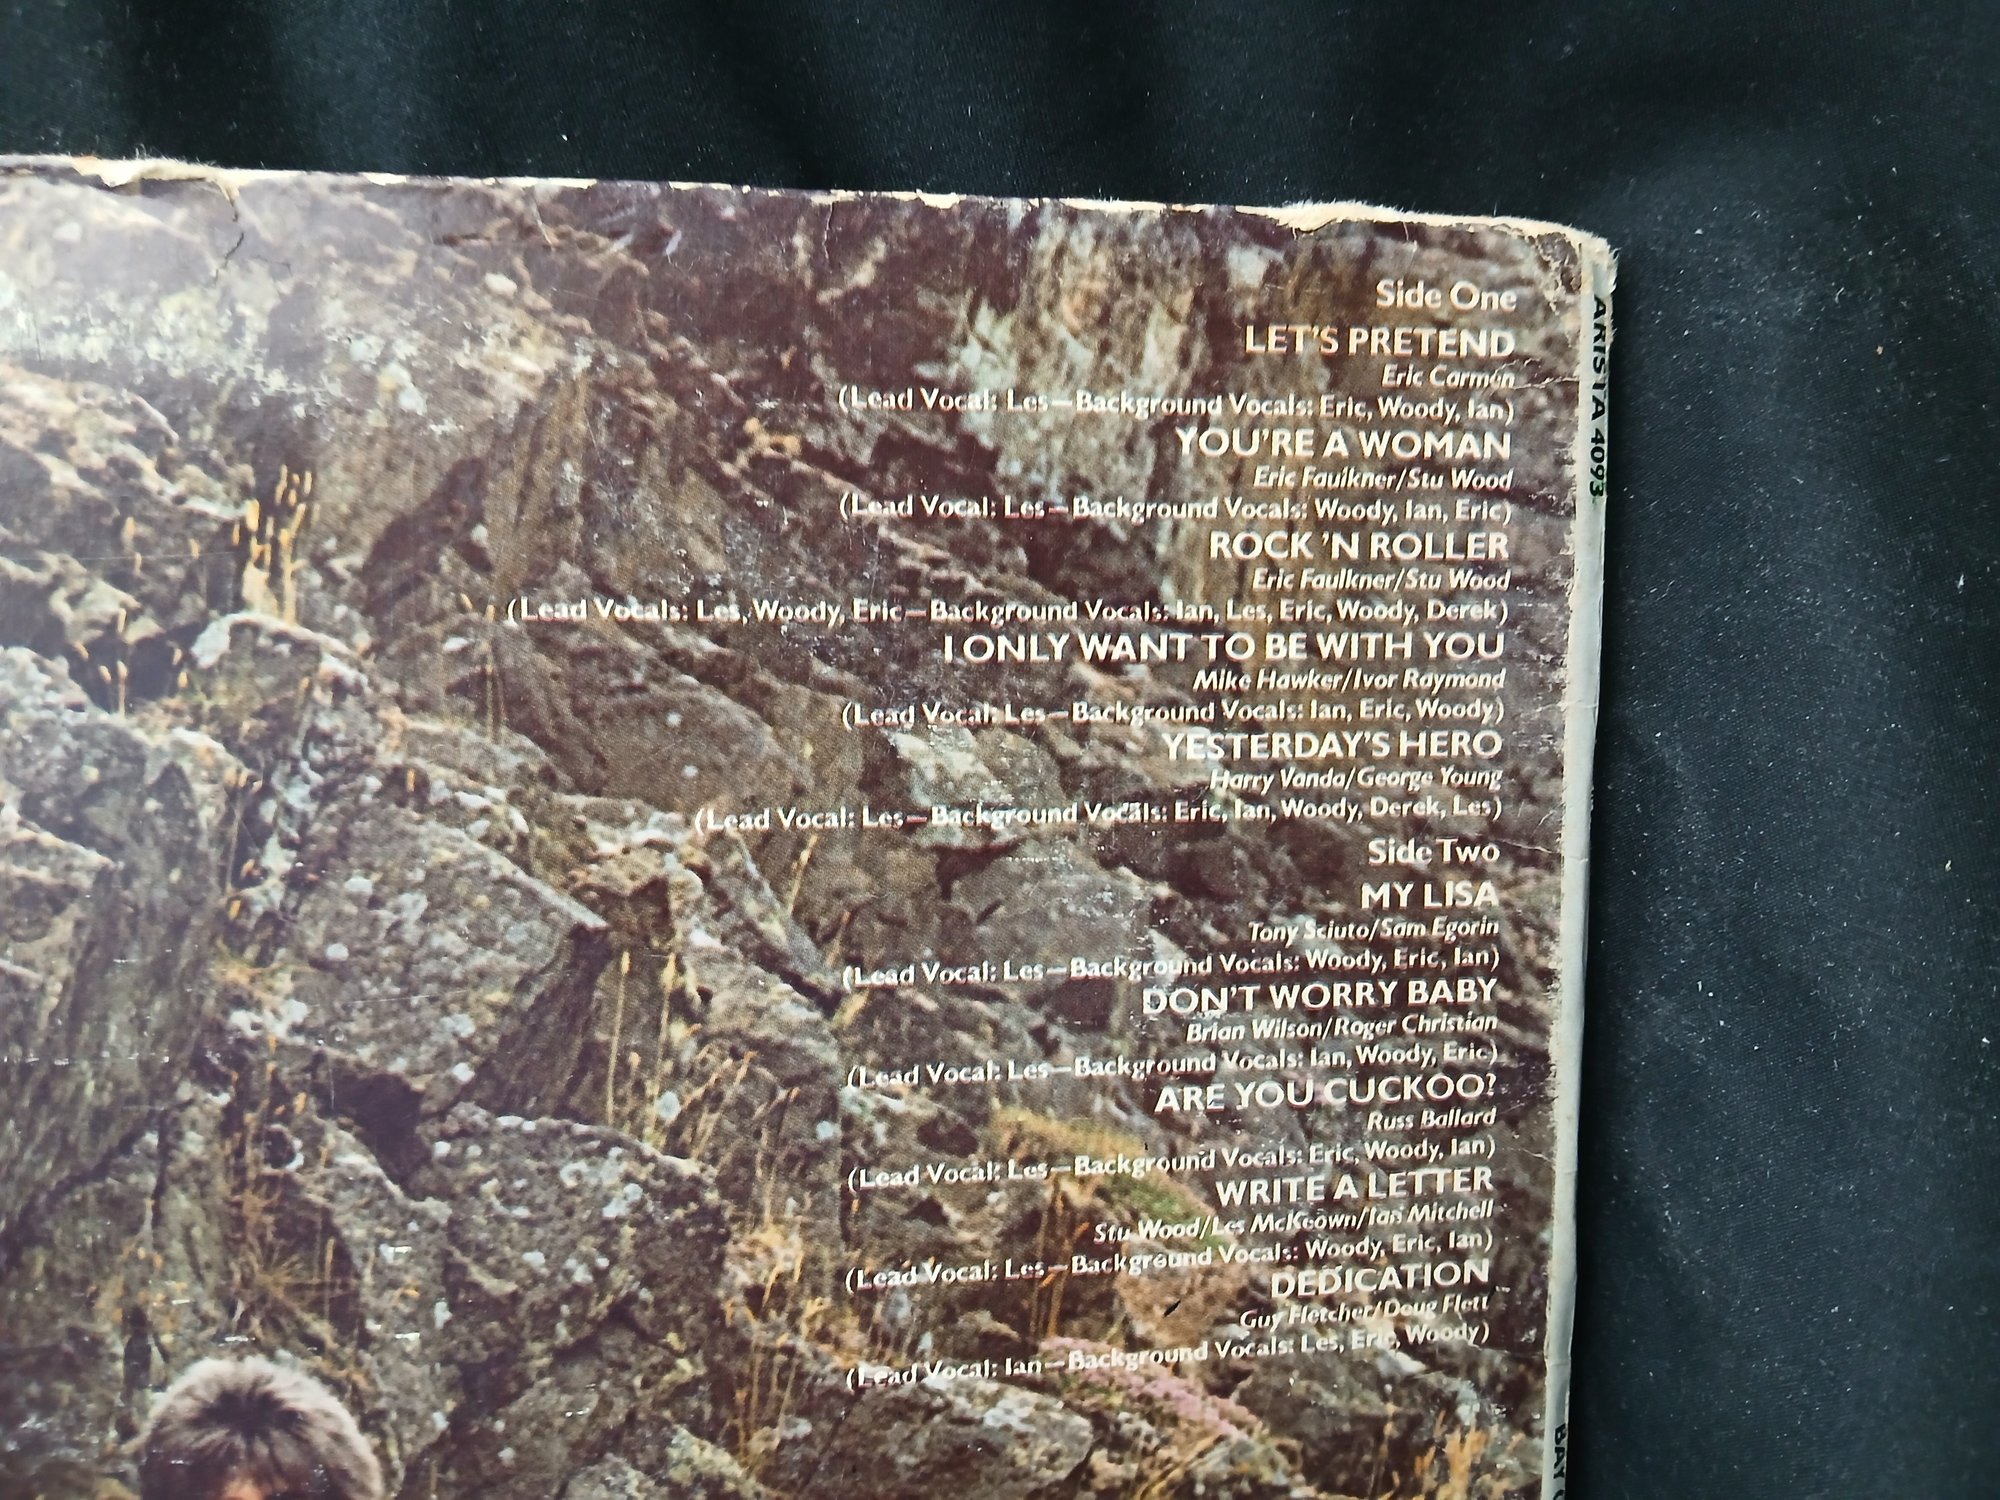 Side One
LET'S PRETEND
Eric Carmen
(Lead Vocal: Les—Background Vocals: Eric, Woody, Ian)
YOU'RE A WOMAN
Eric Faulkner/Stu Wood
(Lead Vocal: Les—Background Vocals: Woody, Ian, Eric)
ROCK 'N ROLLER
Eric Faulkner/Stu Wood
(Lead Vocals: Les, Woody, Eric—Background Vocals: Ian, Les, Eric, Woody, Derek)
I ONLY WANT TO BE WITH YOU
Mike Hawker/Ivor Raymond
(Lead Vocal: Les—Background Vocals: Ian, Eric, Woody)
YESTERDAY'S HERO
Harry Vanda/George Young
(Lead Vocal: Les—Background Vocals: Eric, Ian, Woody, Derek, Les)
Side Two
MY LISA
Tony Sciuto/Sam Egorin
(Lead Vocal: Les—Background Vocals: Woody, Eric, Ian)
DON'T WORRY BABY
Brian Wilson/Roger Christian
(Lead Vocal: Les—Background Vocals: Ian, Woody, Eric)
ARE YOU CUCKOO?
Russ Ballard
(Lead Vocal: Les—Background Vocals: Eric, Woody, Ian)
WRITE A LETTER
Stu Wood/Les McKeown/Ian Mitchell
(Lead Vocal: Les—Background Vocals: Woody, Eric, Ian)
DEDICATION
Guy Fletcher/Doug Flett
(Lead Vocal: Ian—Background Vocals: Les, Eric, Woody)
ARISTA 4093
BAY